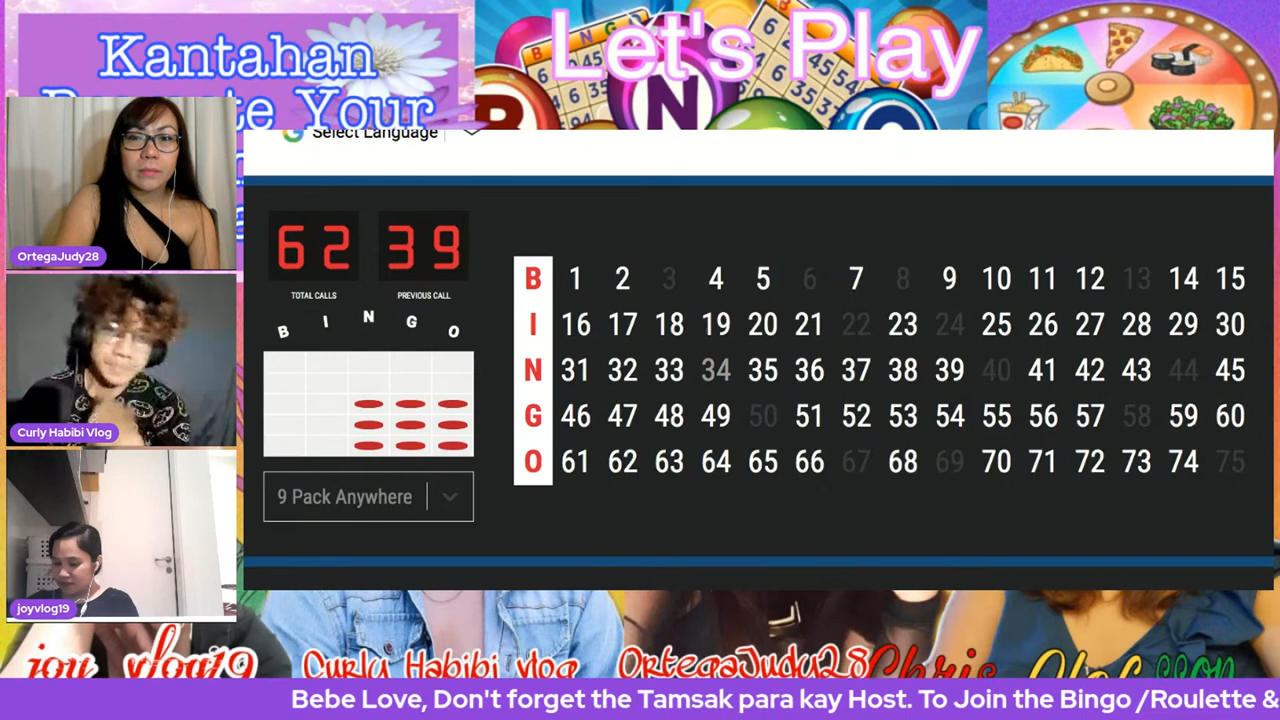 Kantahan
Let's Play
te Your
Select Language
OrtegaJudy28
62 39
TOTAL CALLS PREVIOUS CALL
B I N G O
B 1 2 3 4 5 6 7 8 9 10 11 12 13 14 15
I 16 17 18 19 20 21 22 23 24 25 26 27 28 29 30
N 31 32 33 34 35 36 37 38 39 40 41 42 43 44 45
G 46 47 48 49 50 51 52 53 54 55 56 57 58 59 60
O 61 62 63 64 65 66 67 68 69 70 71 72 73 74 75
Curly Habibi Vlog
9 Pack Anywhere
joyvlog19
joy vlog19 Curly Habibi vlog OrtegaJudy28 Chris
Bebe Love, Don't forget the Tamsak para kay Host. To Join the Bingo /Roulette &